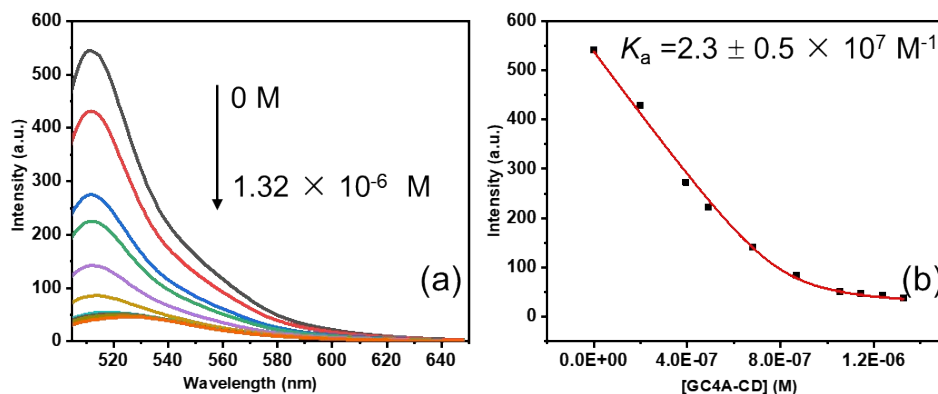 600
500
400
300
200
100
0
Intensity (a.u.)
0 M
1.32 × 10⁻⁶ M
(a)
520 540 560 580 600 620 640
Wavelength (nm)
600
500
400
300
200
100
0
Intensity (a.u.)
Kₐ =2.3 ± 0.5 × 10⁷ M⁻¹
(b)
0.0E+00 4.0E-07 8.0E-07 1.2E-06
[GC4A-CD] (M)